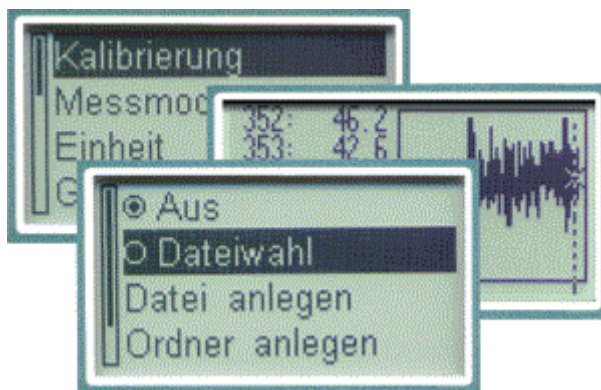 Kalibrierung
Messmod
Einheit
G
352: 46.2
353: 42.6
Aus
Dateiwahl
Datei anlegen
Ordner anlegen